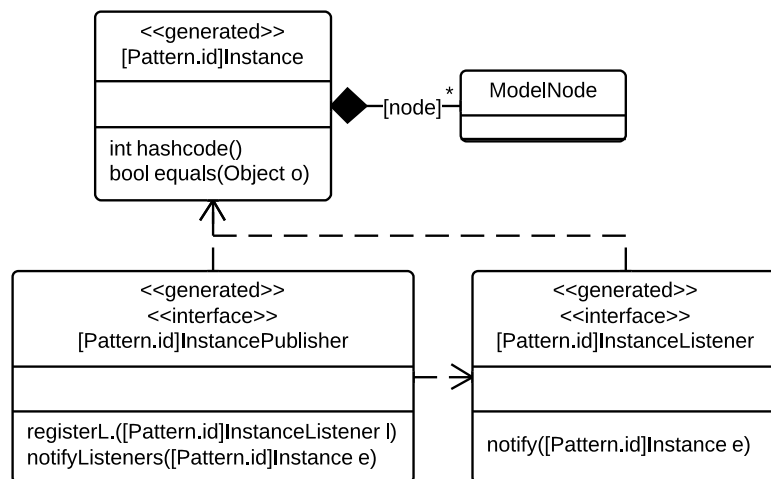 <<generated>>
[Pattern.id]Instance
int hashcode()
bool equals(Object o)
[node]
*
ModelNode
<<generated>>
<<interface>>
[Pattern.id]InstancePublisher
registerL.([Pattern.id]InstanceListener l)
notifyListeners([Pattern.id]Instance e)
<<generated>>
<<interface>>
[Pattern.id]InstanceListener
notify([Pattern.id]Instance e)